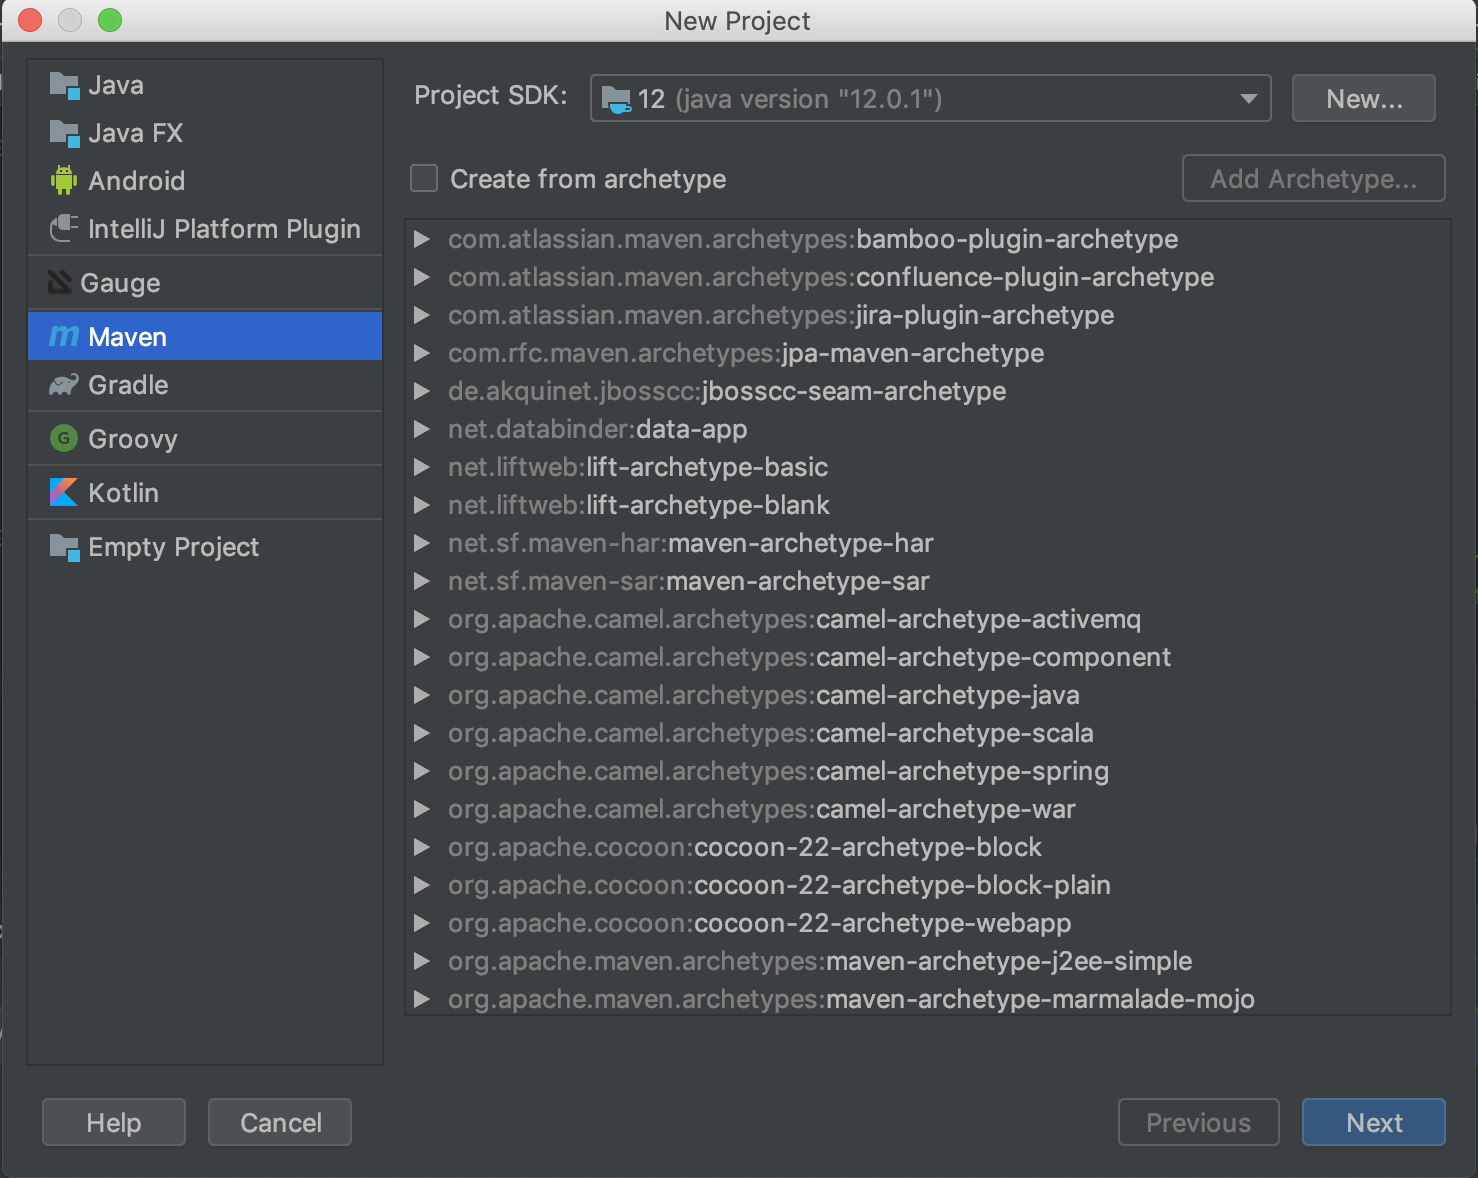 New Project
Java
Java FX
Android
IntelliJ Platform Plugin
Gauge
m Maven
Gradle
G Groovy
Kotlin
Empty Project
Project SDK: 12 (java version "12.0.1") New...
Create from archetype Add Archetype...
com.atlassian.maven.archetypes:bamboo-plugin-archetype
com.atlassian.maven.archetypes:confluence-plugin-archetype
com.atlassian.maven.archetypes:jira-plugin-archetype
com.rfc.maven.archetypes:jpa-maven-archetype
de.akquinet.jbosscc:jbosscc-seam-archetype
net.databinder:data-app
net.liftweb:lift-archetype-basic
net.liftweb:lift-archetype-blank
net.sf.maven-har:maven-archetype-har
net.sf.maven-sar:maven-archetype-sar
org.apache.camel.archetypes:camel-archetype-activemq
org.apache.camel.archetypes:camel-archetype-component
org.apache.camel.archetypes:camel-archetype-java
org.apache.camel.archetypes:camel-archetype-scala
org.apache.camel.archetypes:camel-archetype-spring
org.apache.camel.archetypes:camel-archetype-war
org.apache.cocoon:cocoon-22-archetype-block
org.apache.cocoon:cocoon-22-archetype-block-plain
org.apache.cocoon:cocoon-22-archetype-webapp
org.apache.maven.archetypes:maven-archetype-j2ee-simple
org.apache.maven.archetypes:maven-archetype-marmalade-mojo
Help Cancel Previous Next